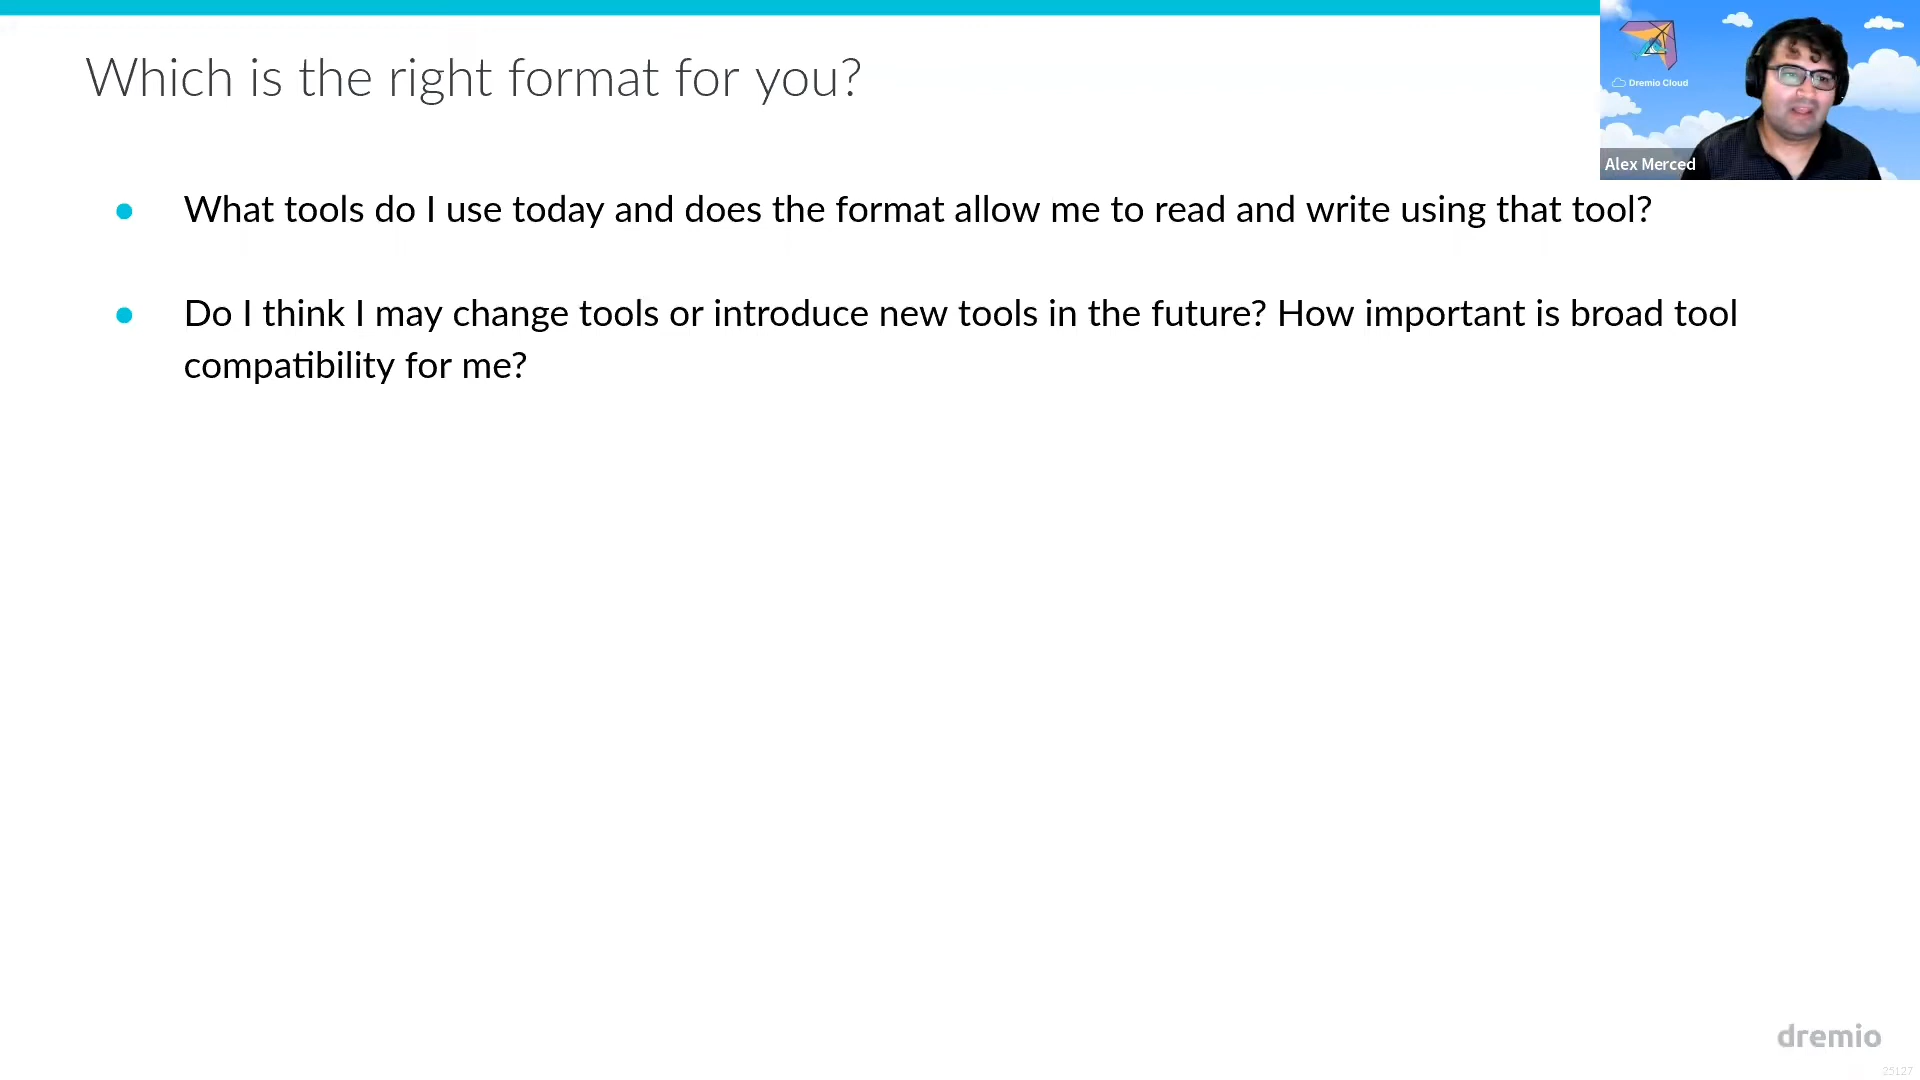 Which is the right format for you?
Dremio Cloud
Alex Merced
● What tools do I use today and does the format allow me to read and write using that tool?
● Do I think I may change tools or introduce new tools in the future? How important is broad tool
compatibility for me?
dremio
25127